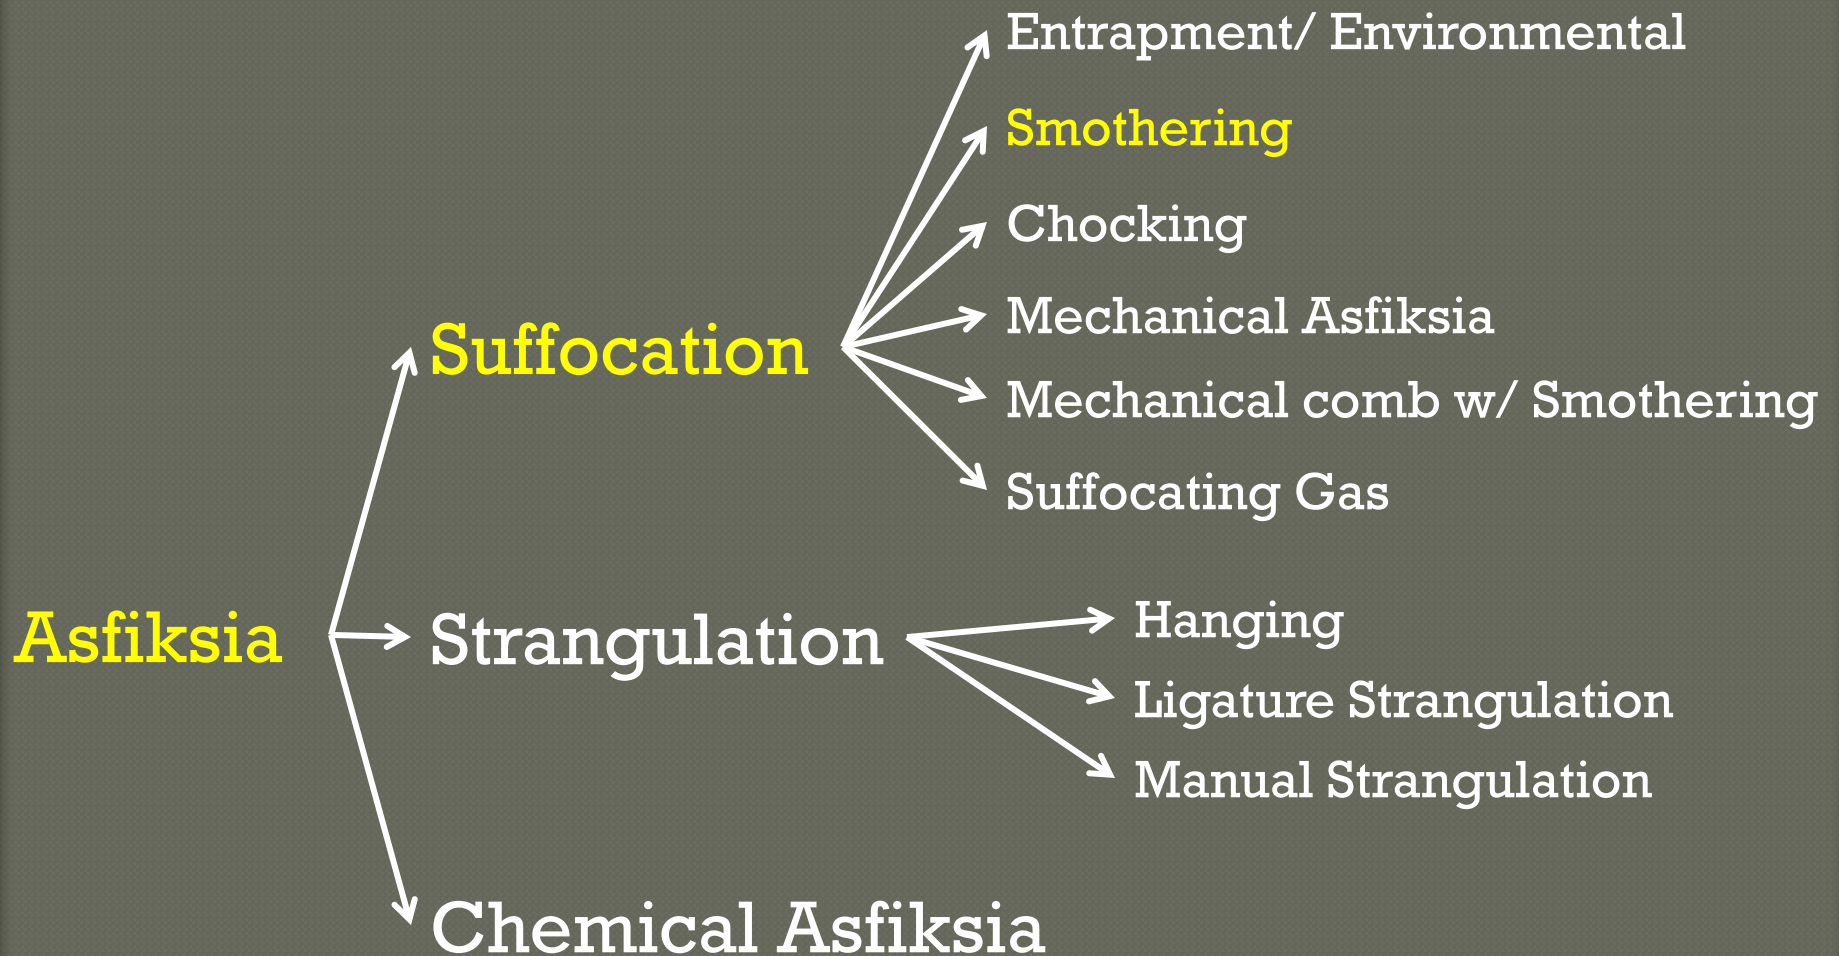 Entrapment/ Environmental
Smothering
Chocking
Mechanical Asfiksia
Suffocation
Mechanical comb w/ Smothering
Suffocating Gas
Asfiksia
Strangulation
Hanging
Ligature Strangulation
Manual Strangulation
Chemical Asfiksia